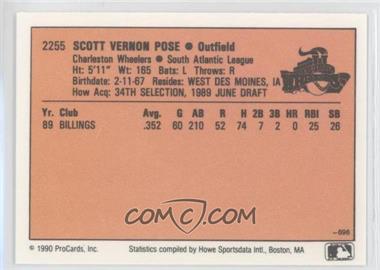 2255 SCOTT VERNON POSE ● Outfield
Charleston Wheelers ● South Atlantic League
Ht: 5'11" Wt: 165 Bats: L Throws: R
Birthdate: 2-11-67 Resides: WEST DES MOINES, IA
How Acq: 34TH SELECTION, 1989 JUNE DRAFT
Yr. Club Avg. G AB R H 2B 3B HR RBI SB
89 BILLINGS .352 60 210 52 74 7 2 0 25 26
COMC.com
—696
© 1990 ProCards, Inc. Statistics compiled by Howe Sportsdata Intl., Boston, MA